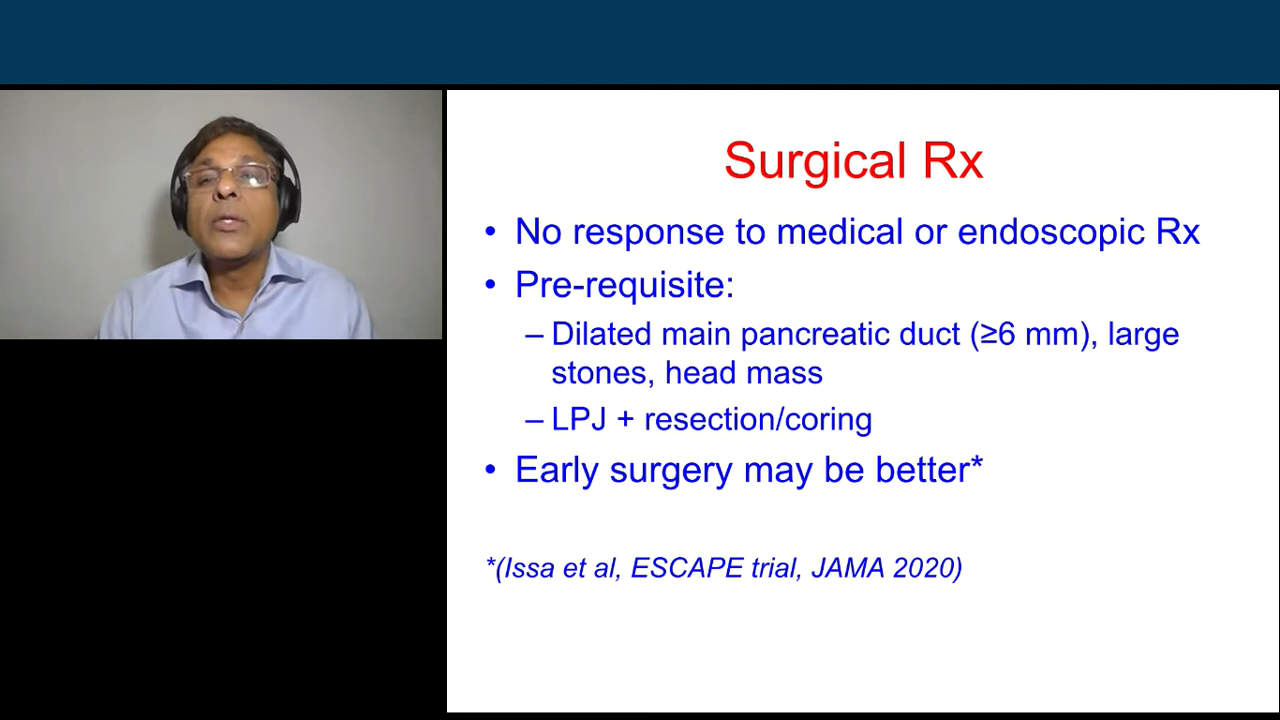 Surgical Rx
• No response to medical or endoscopic Rx
• Pre-requisite:
– Dilated main pancreatic duct (≥6 mm), large
stones, head mass
– LPJ + resection/coring
• Early surgery may be better*
*(Issa et al, ESCAPE trial, JAMA 2020)